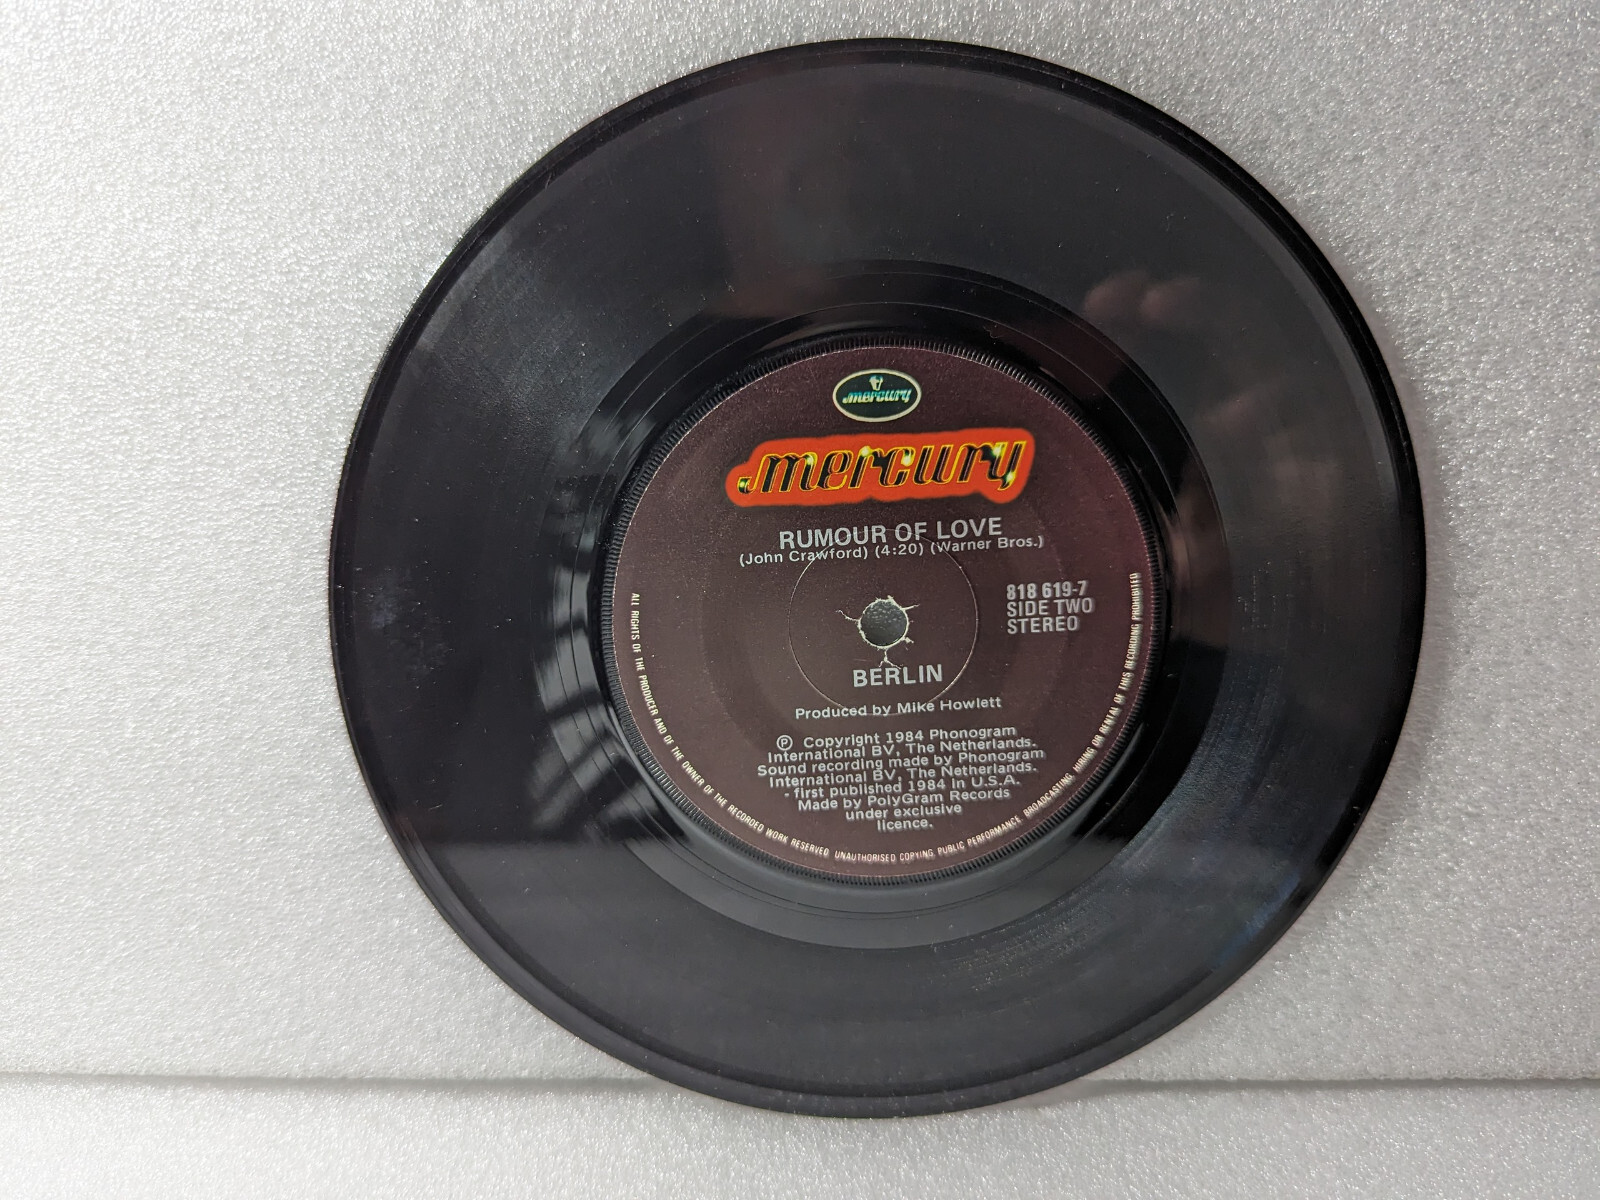 mercury
mercury
RUMOUR OF LOVE
(John Crawford) (4:20) (Warner Bros.)
818 619-7
SIDE TWO
STEREO
BERLIN
Produced by Mike Howlett
Ⓟ Copyright 1984 Phonogram
International BV, The Netherlands.
Sound recording made by Phonogram
International BV, The Netherlands.
- first published 1984 in U.S.A.
Made by PolyGram Records
under exclusive
licence.
ALL RIGHTS OF THE PRODUCER AND OF THE OWNER OF THE RECORDED WORK RESERVED. UNAUTHORISED COPYING PUBLIC PERFORMANCE BROADCASTING HIRING OR RENTAL OF THIS RECORDING PROHIBITED